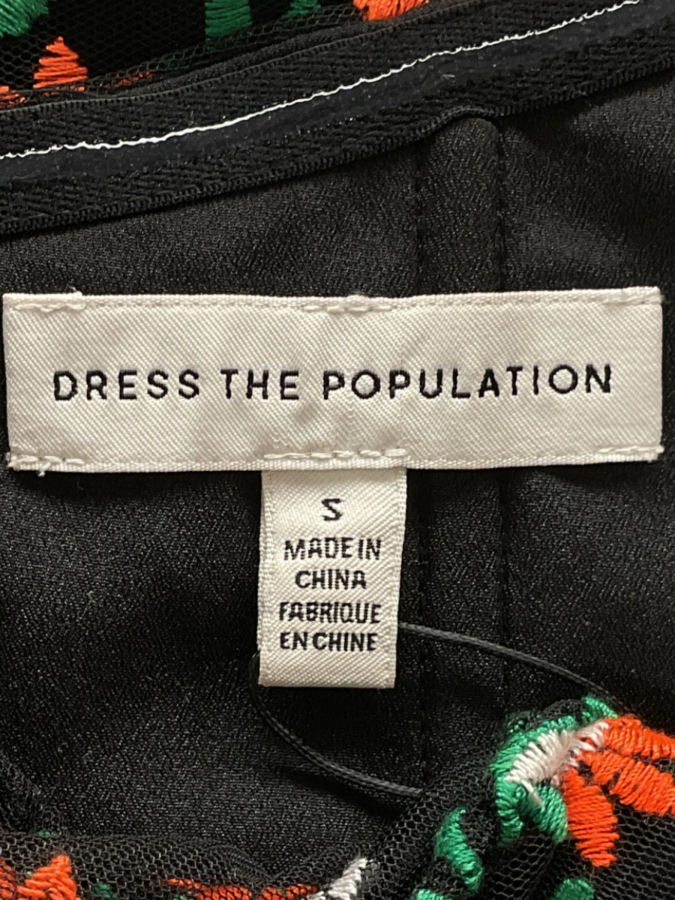 DRESS THE POPULATION
S
MADE IN
CHINA
FABRIQUE
EN CHINE